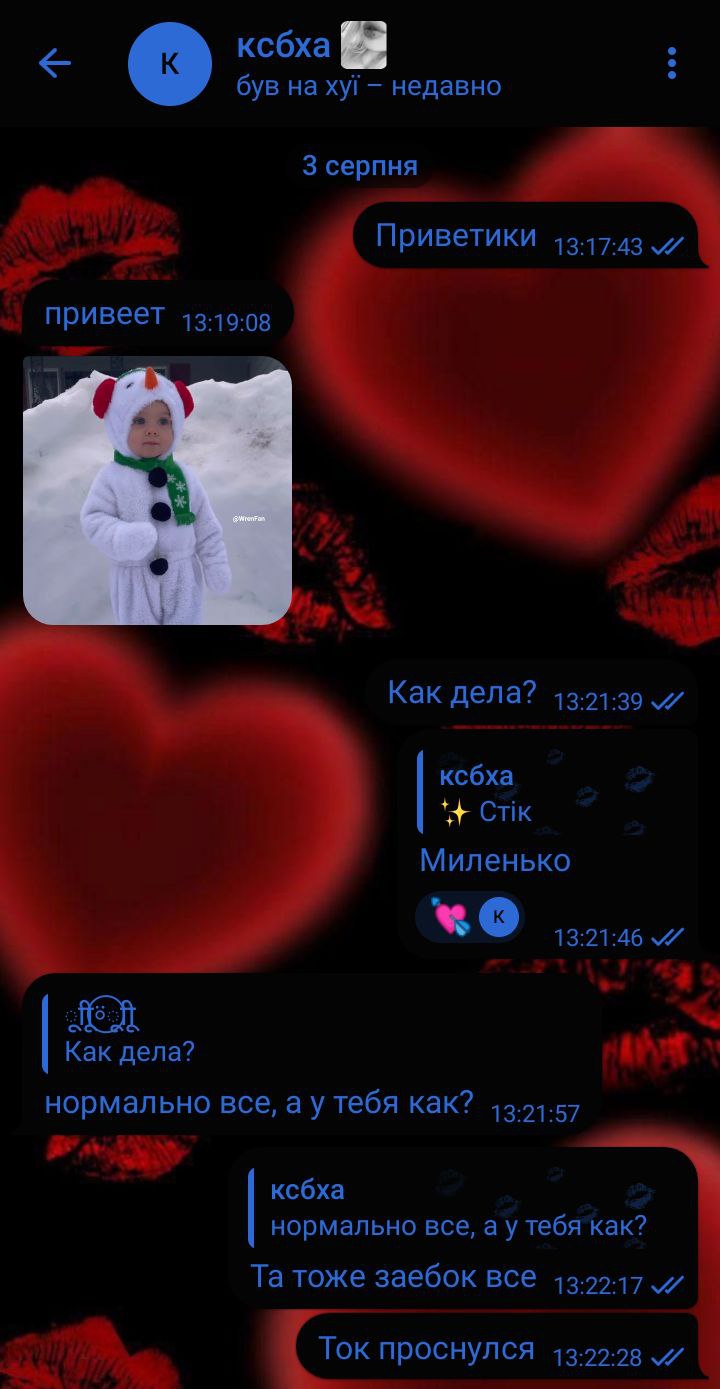 К
ксбха
був на хуї – недавно
3 серпня
Приветики 13:17:43
привеет 13:19:08
@WrenFan
Как дела? 13:21:39
ксбха
✨ Стік
Миленько
💘 К 13:21:46
Как дела?
нормально все, а у тебя как? 13:21:57
ксбха
нормально все, а у тебя как?
Та тоже заебок все 13:22:17
Ток проснулся 13:22:28